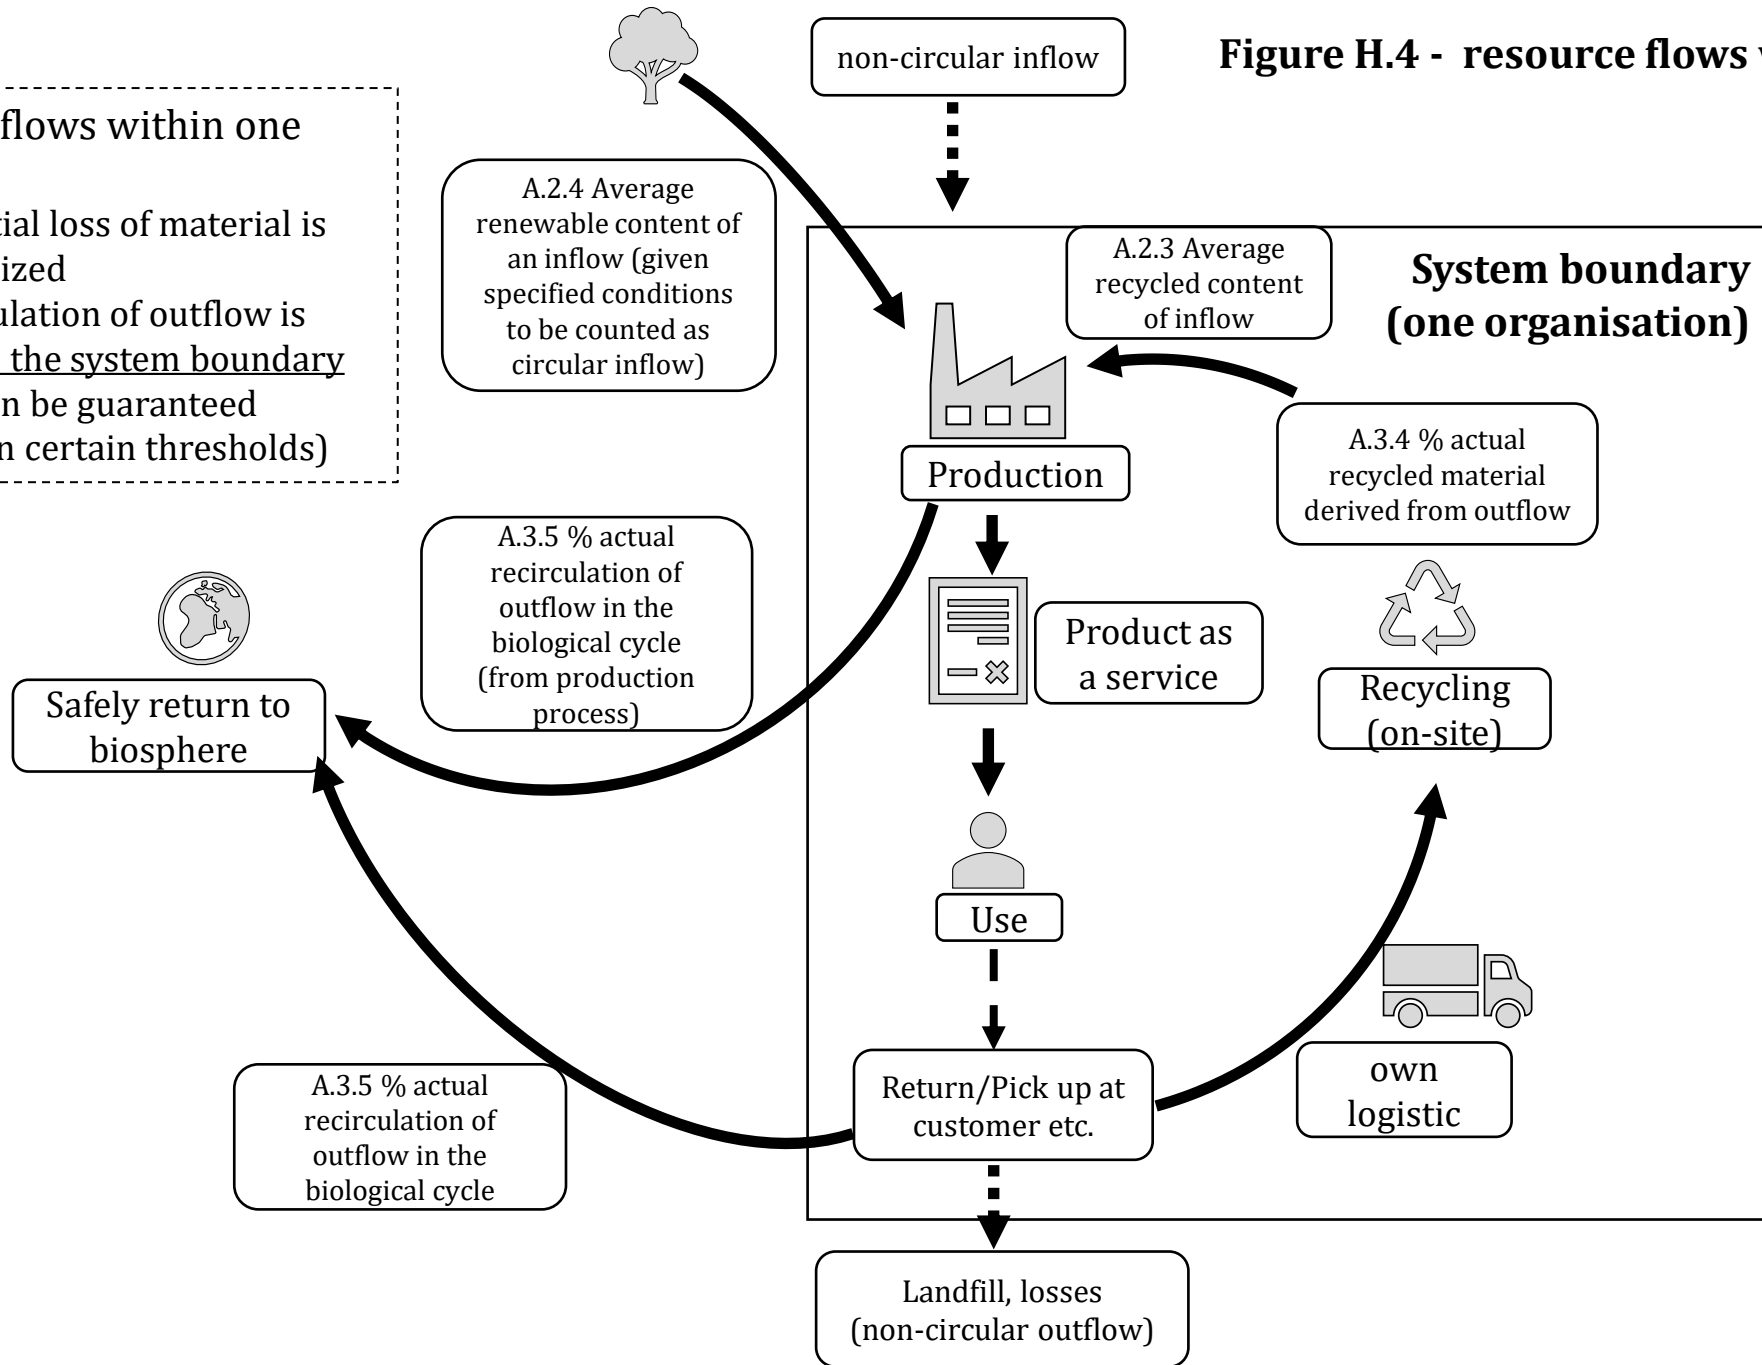 non-circular inflow
Figure H.4 - resource flows
flows within one
loss of material is
of outflow is
the system boundary
be guaranteed
certain thresholds)
A.2.4 Average
renewable content of
an inflow (given
specified conditions
to be counted as
circular inflow)
A.2.3 Average
recycled content
of inflow
System boundary
(one organisation)
Production
A.3.4 % actual
recycled material
derived from outflow
A.3.5 % actual
recirculation of
outflow in the
biological cycle
(from production
process)
Product as
a service
Recycling
(on-site)
Safely return to
biosphere
Use
own
logistic
Return/Pick up at
customer etc.
A.3.5 % actual
recirculation of
outflow in the
biological cycle
Landfill, losses
(non-circular outflow)